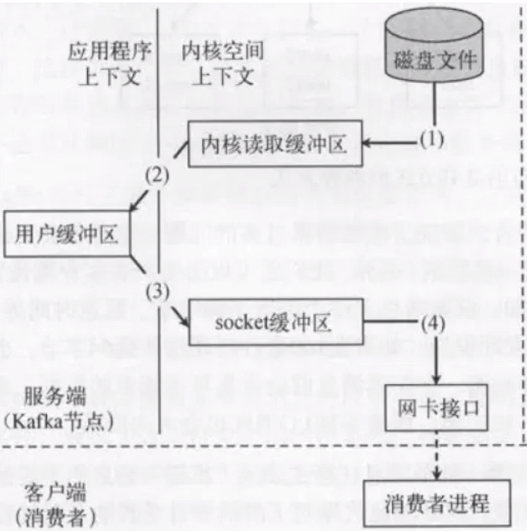 应用程序
上下文
内核空间
上下文
磁盘文件
(1)
内核读取缓冲区
(2)
用户缓冲区
(3)
socket缓冲区
(4)
服务端
(Kafka节点)
网卡接口
客户端
(消费者)
消费者进程